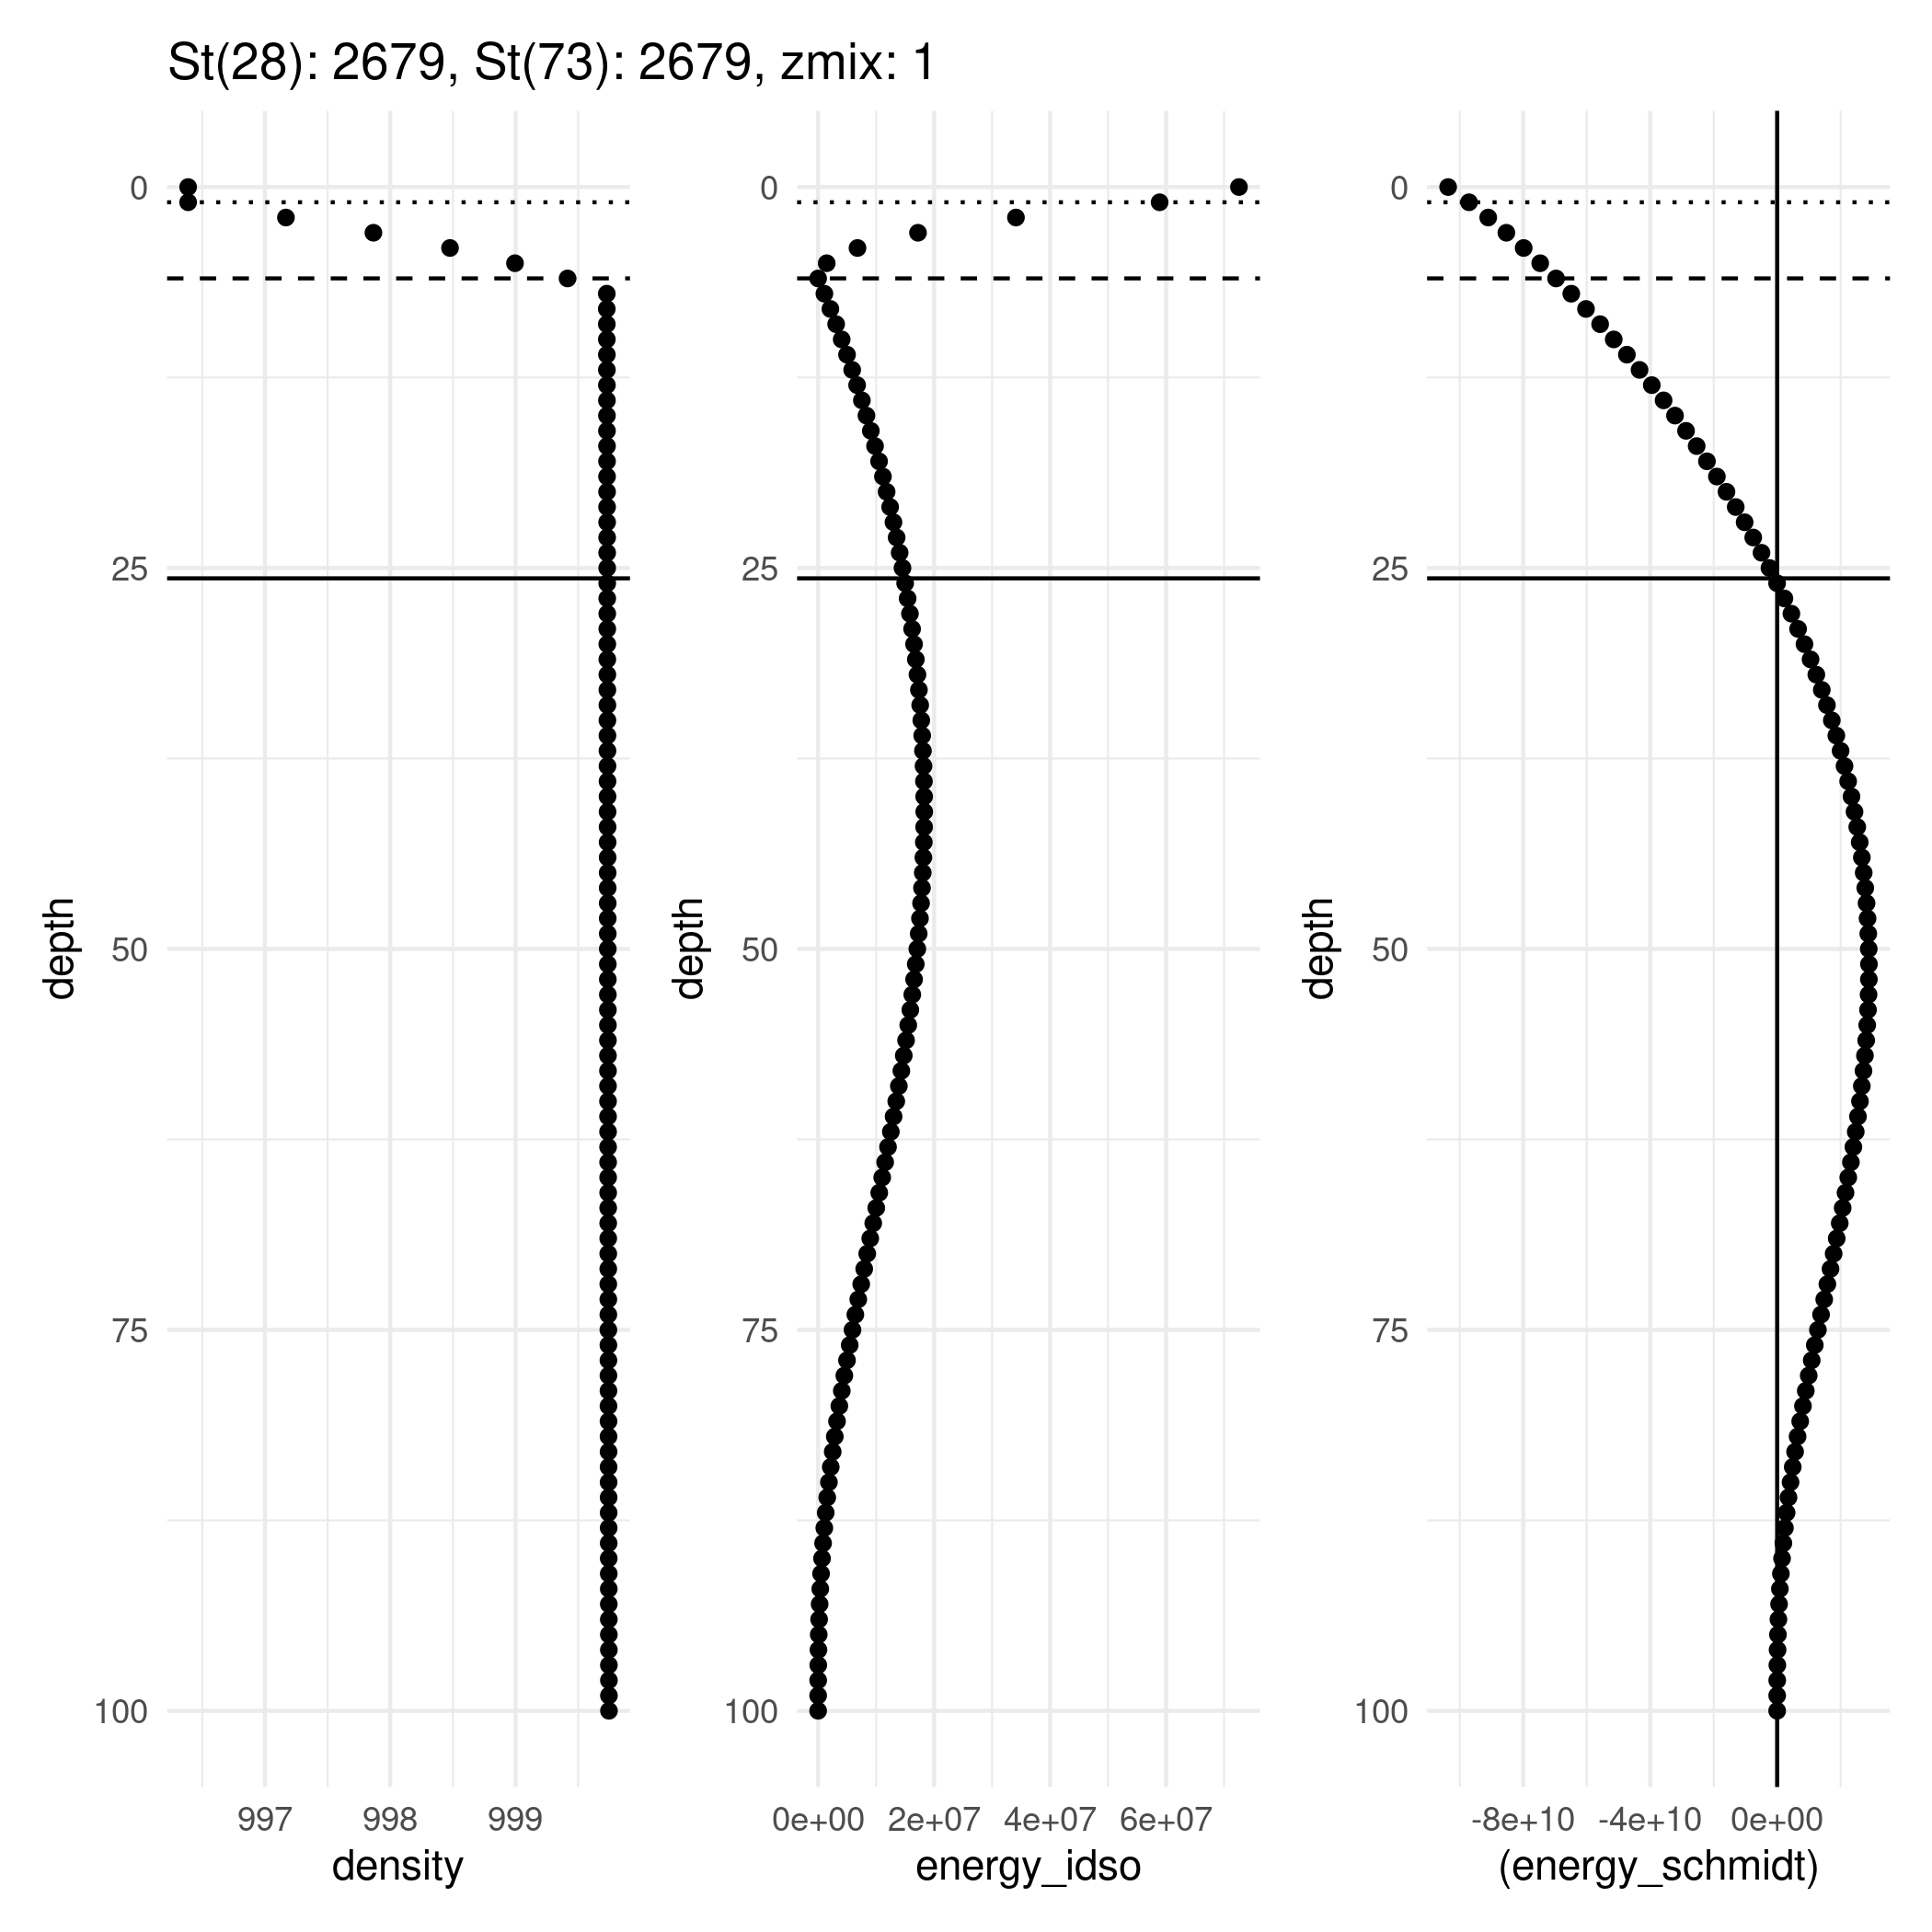 St(28): 2679, St(73): 2679, zmix: 1
0
25
50
75
100
depth
997 998 999
density
0
25
50
75
100
depth
0e+00 2e+07 4e+07 6e+07
energy_idso
0
25
50
75
100
depth
-8e+10 -4e+10 0e+00
(energy_schmidt)